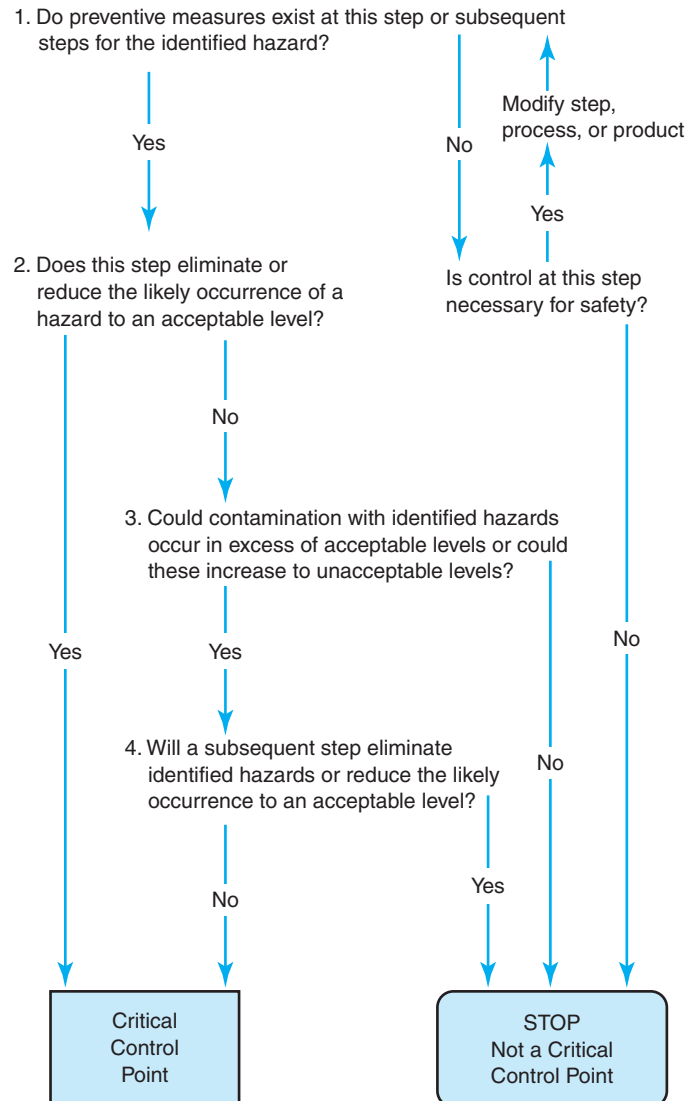 1. Do preventive measures exist at this step or subsequent
steps for the identified hazard?
Modify step,
process, or product
Yes
No
Yes
2. Does this step eliminate or
reduce the likely occurrence of a
hazard to an acceptable level?
Is control at this step
necessary for safety?
No
3. Could contamination with identified hazards
occur in excess of acceptable levels or could
these increase to unacceptable levels?
Yes
Yes
No
4. Will a subsequent step eliminate
identified hazards or reduce the likely
occurrence to an acceptable level?
No
No
Yes
Critical
Control
Point
STOP
Not a Critical
Control Point